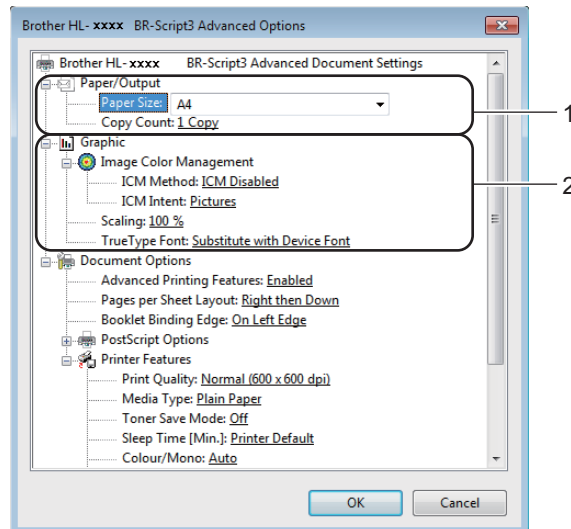 Brother HL- xxxx BR-Script3 Advanced Options
Brother HL- xxxx BR-Script3 Advanced Document Settings
Paper/Output
Paper Size: A4
Copy Count: 1 Copy
1
Graphic
Image Color Management
ICM Method: ICM Disabled
2
ICM Intent: Pictures
Scaling: 100 %
TrueType Font: Substitute with Device Font
Document Options
Advanced Printing Features: Enabled
Pages per Sheet Layout: Right then Down
Booklet Binding Edge: On Left Edge
PostScript Options
Printer Features
Print Quality: Normal (600 x 600 dpi)
Media Type: Plain Paper
Toner Save Mode: Off
Sleep Time [Min.]: Printer Default
Colour/Mono: Auto
OK Cancel